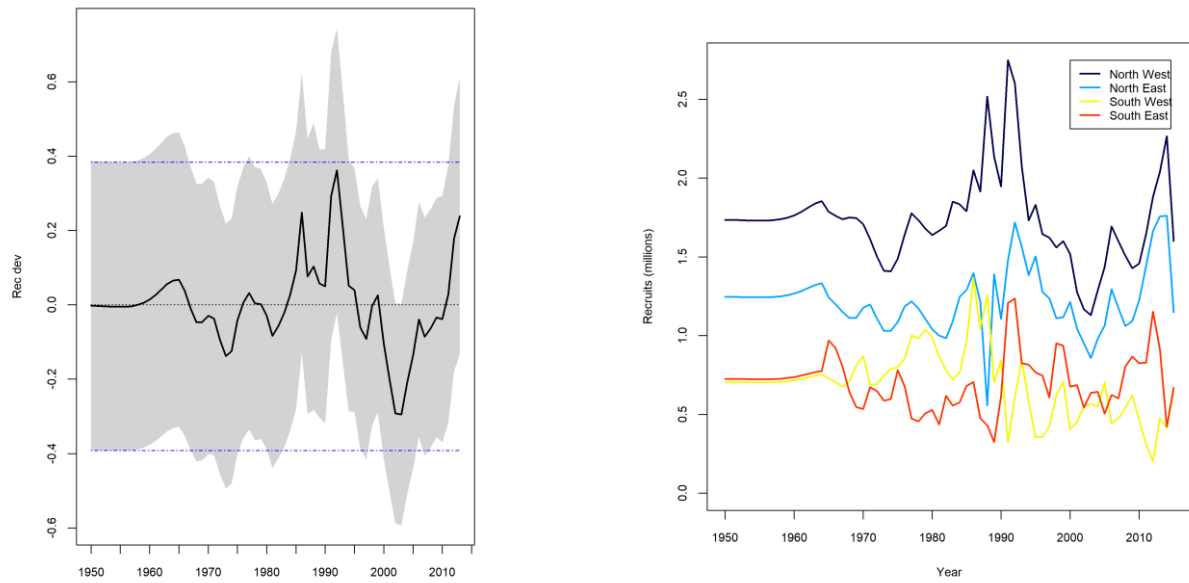 Rec dev
0.6
0.4
0.2
0.0
-0.2
-0.4
-0.6
1950 1960 1970 1980 1990 2000 2010
Recruits (millions)
2.5
2.0
1.5
1.0
0.5
0.0
North West
North East
South West
South East
1950 1960 1970 1980 1990 2000 2010
Year